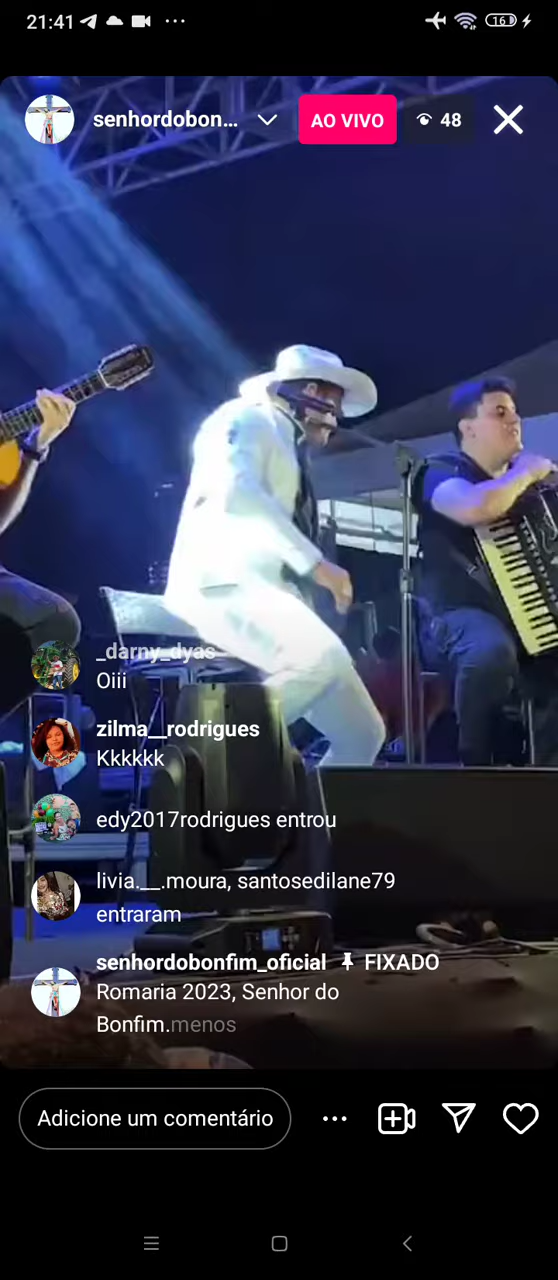 21:41
16
senhordobon...
AO VIVO
48
_darny_dyas
Oiii
zilma__rodrigues
Kkkkkk
edy2017rodrigues entrou
livia.__.moura, santosedilane79
entraram
senhordobonfim_oficial FIXADO
Romaria 2023, Senhor do
Bonfim.menos
Adicione um comentário